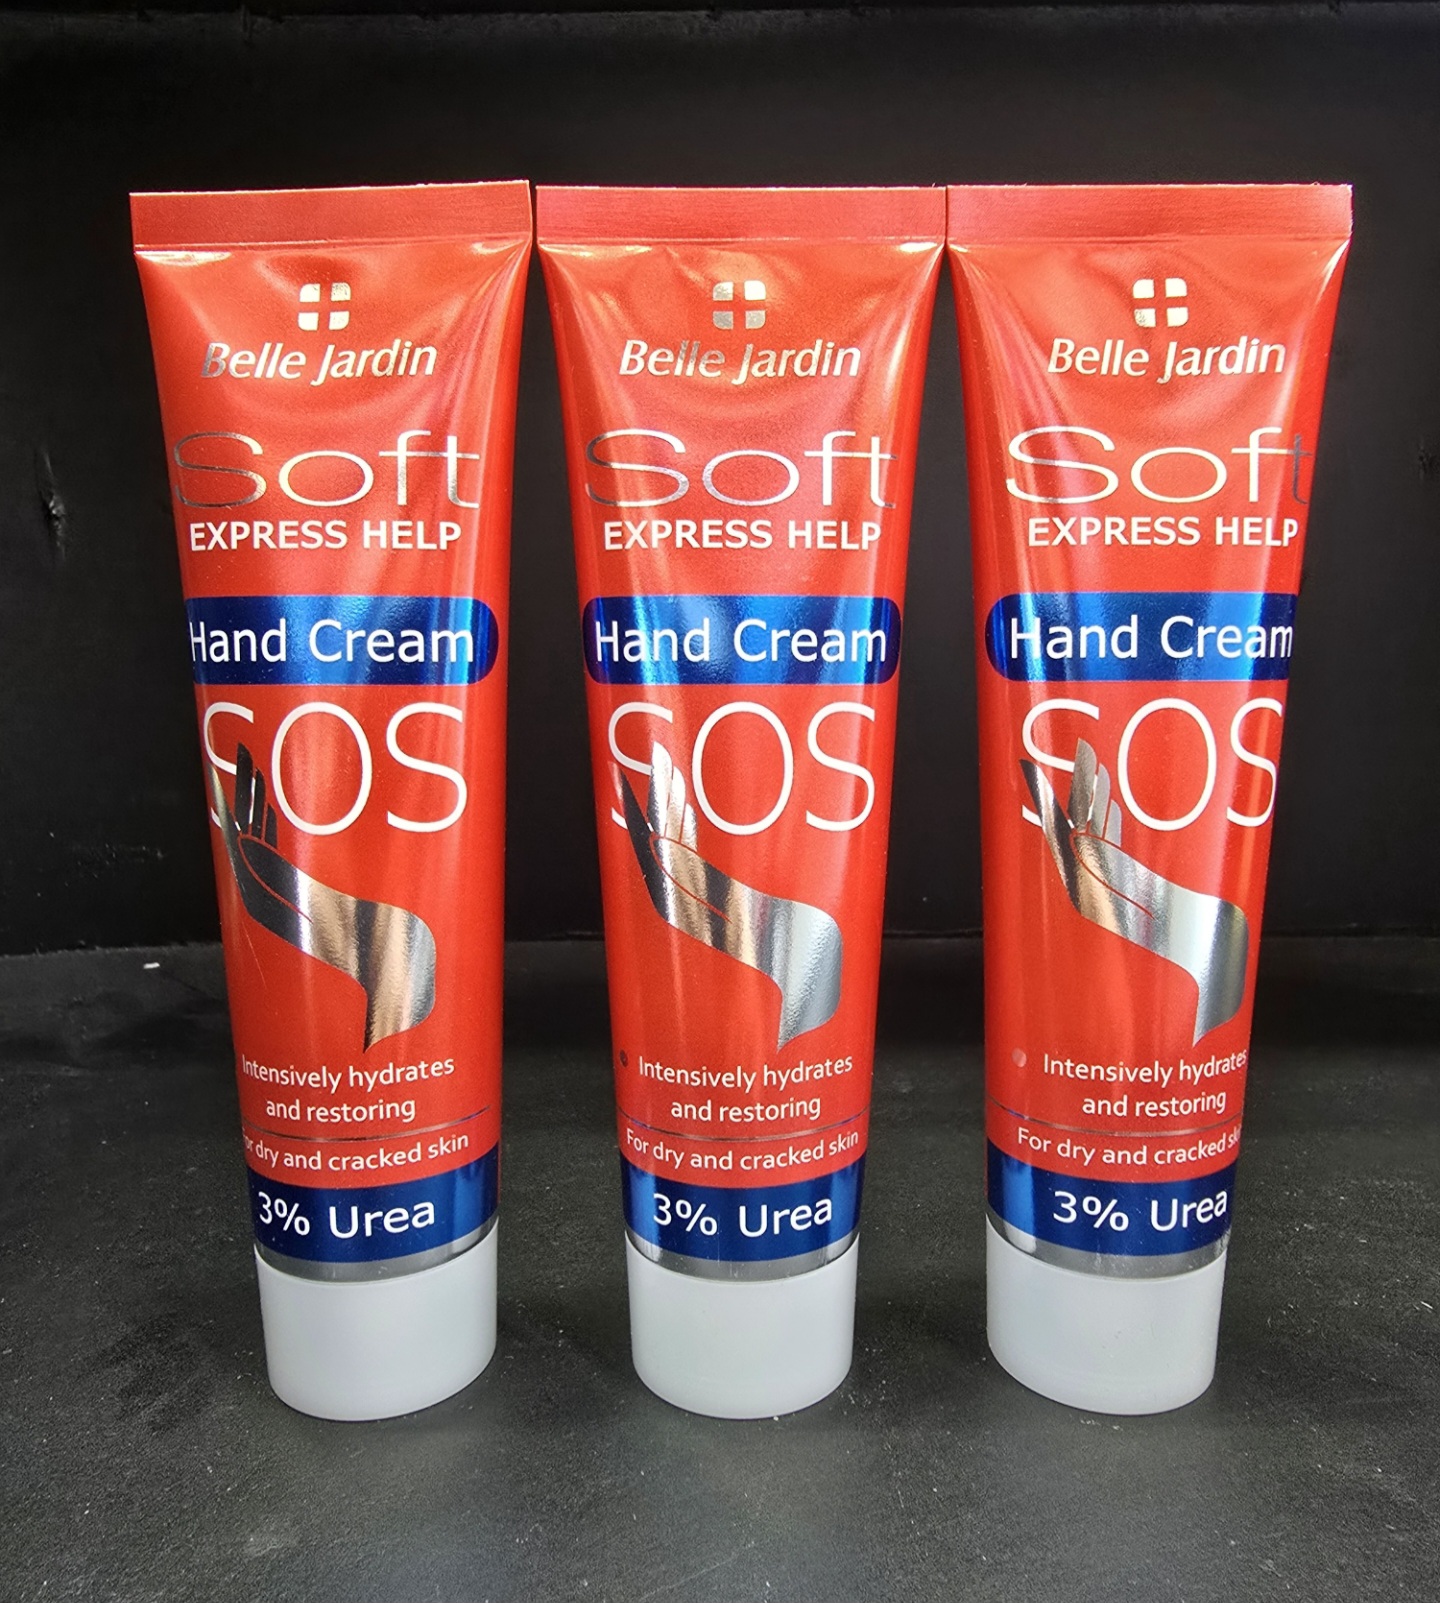 Belle Jardin
Soft
EXPRESS HELP
Hand Cream
SOS
Intensively hydrates
and restoring
For dry and cracked skin
3% Urea
Belle Jardin
Soft
EXPRESS HELP
Hand Cream
SOS
Intensively hydrates
and restoring
For dry and cracked skin
3% Urea
Belle Jardin
Soft
EXPRESS HELP
Hand Cream
SOS
Intensively hydrates
and restoring
For dry and cracked sk
3% Urea